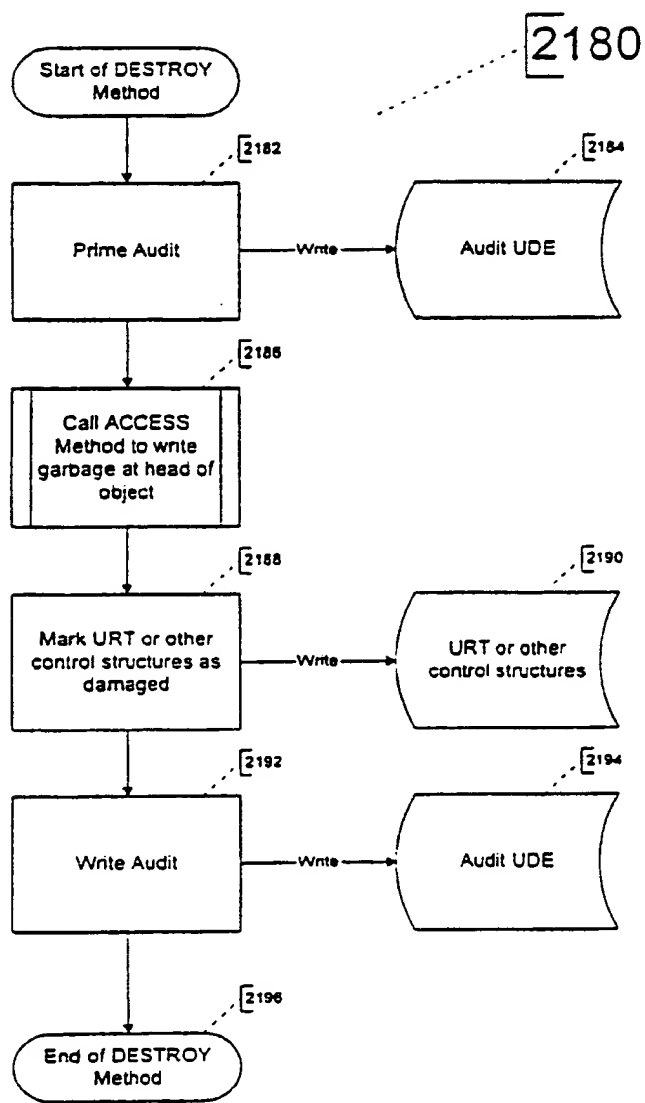 2180
Start of DESTROY
Method
2182
2184
Prime Audit
Write
Audit UDE
2186
Call ACCESS
Method to write
garbage at head of
object
2188
2190
Mark URT or other
control structures as
damaged
Write
URT or other
control structures
2192
2194
Write Audit
Write
Audit UDE
2196
End of DESTROY
Method